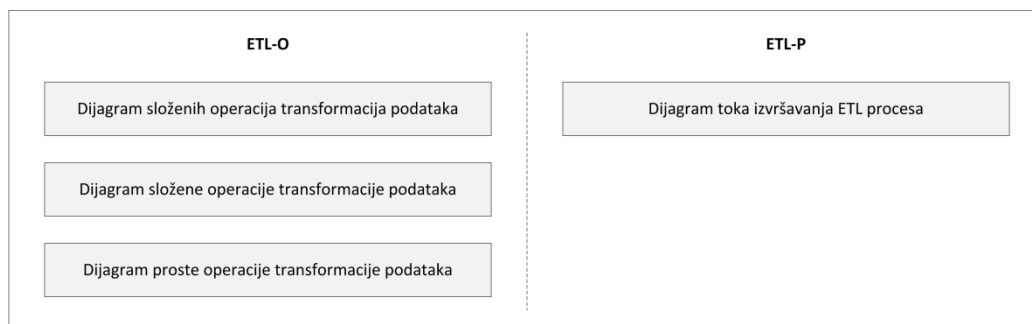 ETL-O
Dijagram složenih operacija transformacija podataka
Dijagram složene operacije transformacije podataka
Dijagram proste operacije transformacije podataka
ETL-P
Dijagram toka izvršavanja ETL procesa